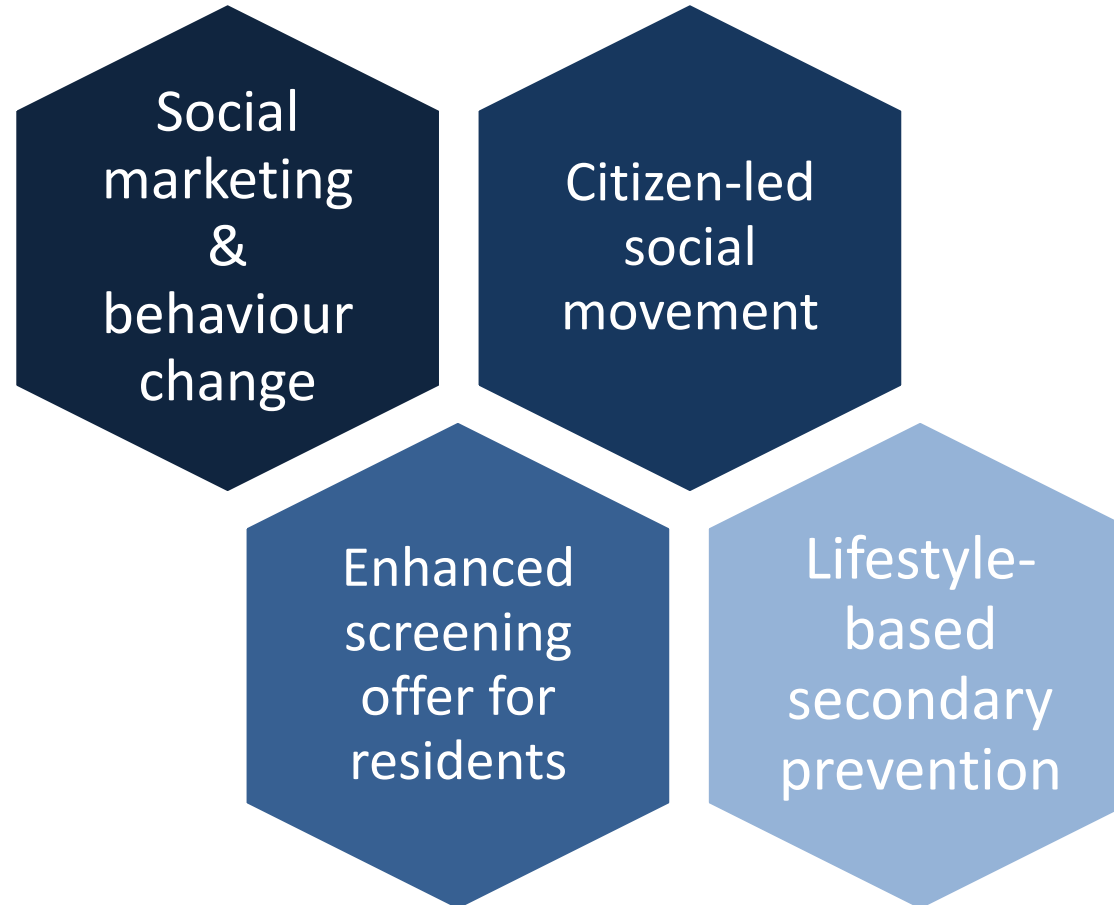 Social
marketing
&
behaviour
change
Citizen-led
social
movement
Enhanced
screening
offer for
residents
Lifestyle-
based
secondary
prevention